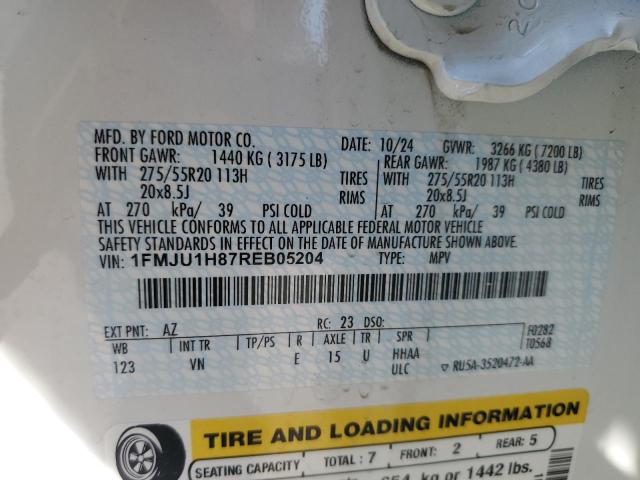 MFD. BY FORD MOTOR CO. DATE: 10/24 GVWR: 3266 KG (7200 LB)
FRONT GAWR: 1440 KG (3175 LB) REAR GAWR: 1987 KG (4380 LB)
WITH 275/55R20 113H TIRES WITH 275/55R20 113H TIRES
20x8.5J RIMS 20x8.5J RIMS
AT 270 kPa/ 39 PSI COLD AT 270 kPa/ 39 PSI COLD
THIS VEHICLE CONFORMS TO ALL APPLICABLE FEDERAL MOTOR VEHICLE
SAFETY STANDARDS IN EFFECT ON THE DATE OF MANUFACTURE SHOWN ABOVE.
VIN: 1FMJU1H87REB05204 TYPE: MPV
EXT PNT: AZ RC: 23 DSO: F0282
WB INT TR TP/PS R AXLE TR SPR T0568
123 VN E 15 U HHAA
ULC ▽ RU5A-3520472-AA
TIRE AND LOADING INFORMATION
SEATING CAPACITY TOTAL: 7 FRONT: 2 REAR: 5
kg or 1442 lbs.